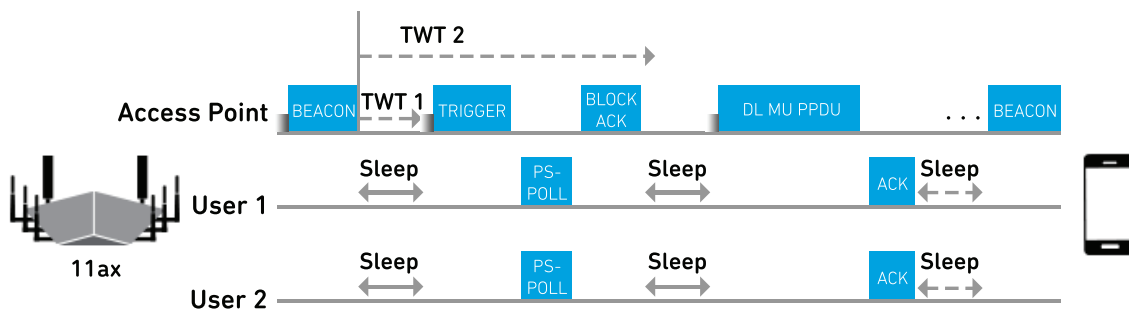 TWT 2
Access Point
BEACON
TWT 1
TRIGGER
BLOCK
ACK
DL MU PPDU
...
BEACON
User 1
Sleep
PS-
POLL
Sleep
ACK
Sleep
11ax
User 2
Sleep
PS-
POLL
Sleep
ACK
Sleep